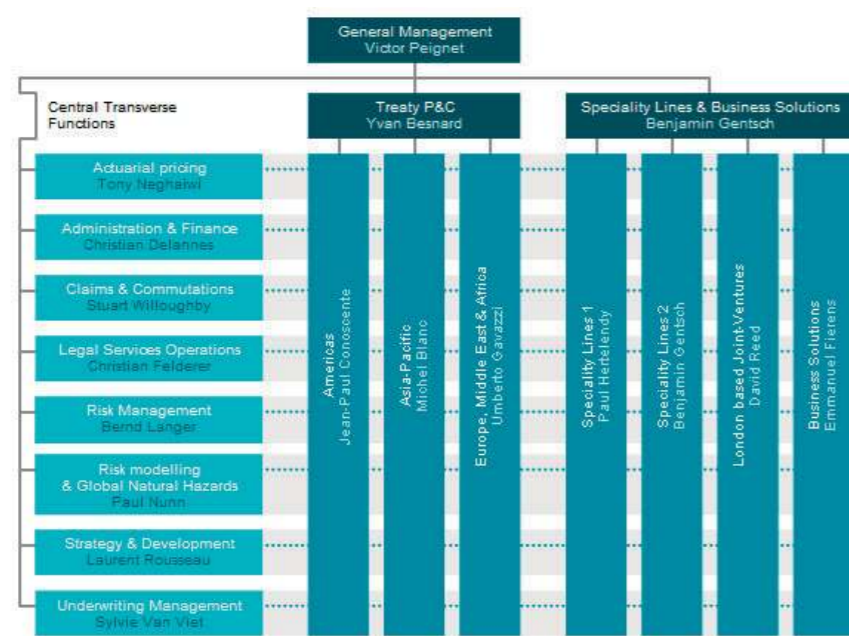 General Management
Victor Peignet
Central Transverse
Functions
Treaty P&C
Yvan Besnard
Speciality Lines & Business Solutions
Benjamin Gentsch
Actuarial pricing
Tony Neghaiwi
Administration & Finance
Christian Delannes
Claims & Commutations
Stuart Willoughby
Legal Services Operations
Christian Felderer
Risk Management
Bernd Langer
Risk modelling
& Global Natural Hazards
Paul Nunn
Strategy & Development
Laurent Rousseau
Underwriting Management
Sylvie Van Viet
Americas
Jean-Paul Conoscente
Asia-Pacific
Michel Blanc
Europe, Middle East & Africa
Umberto Gavazzi
Speciality Lines 1
Paul Hertelendy
Speciality Lines 2
Benjamin Gentsch
London based Joint-Ventures
David Reed
Business Solutions
Emmanuel Fierens